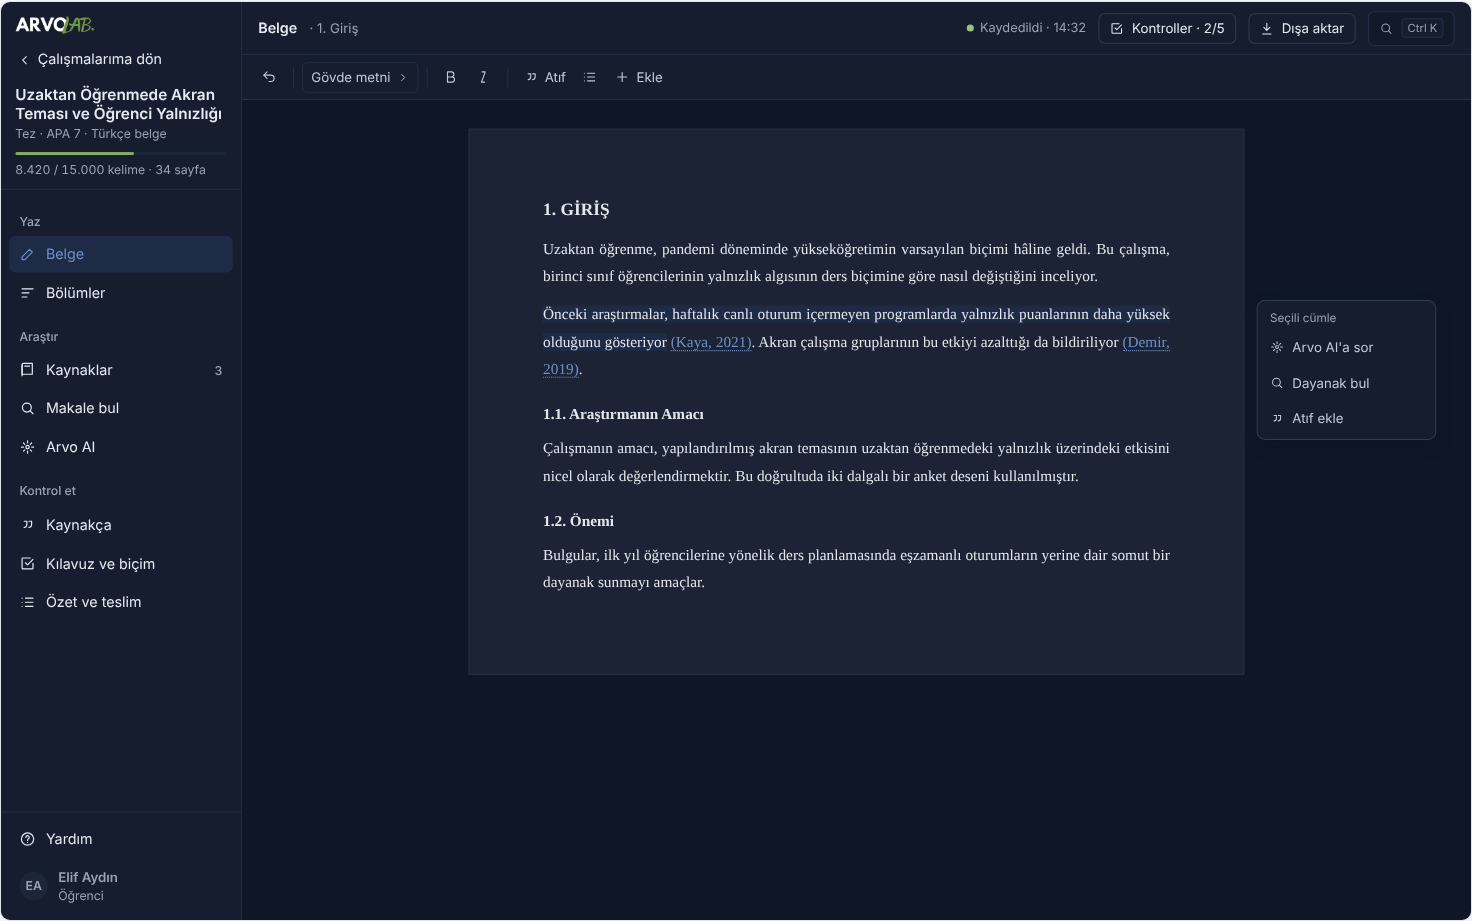 ARVOLAB.
Çalışmalarıma dön
Uzaktan Öğrenmede Akran
Teması ve Öğrenci Yalnızlığı
Tez · APA 7 · Türkçe belge
8.420 / 15.000 kelime · 34 sayfa
Yaz
Belge
Bölümler
Araştır
Kaynaklar 3
Makale bul
Arvo AI
Kontrol et
Kaynakça
Kılavuz ve biçim
Özet ve teslim
Yardım
EA
Elif Aydın
Öğrenci
Belge · 1. Giriş
Kaydedildi · 14:32
Kontroller · 2/5
Dışa aktar
Ctrl K
Gövde metni
B
I
Atıf
Ekle
1. GİRİŞ
Uzaktan öğrenme, pandemi döneminde yükseköğretimin varsayılan biçimi hâline geldi. Bu çalışma,
birinci sınıf öğrencilerinin yalnızlık algısının ders biçimine göre nasıl değiştiğini inceliyor.
Önceki araştırmalar, haftalık canlı oturum içermeyen programlarda yalnızlık puanlarının daha yüksek
olduğunu gösteriyor (Kaya, 2021). Akran çalışma gruplarının bu etkiyi azalttığı da bildiriliyor (Demir,
2019).
1.1. Araştırmanın Amacı
Çalışmanın amacı, yapılandırılmış akran temasının uzaktan öğrenmedeki yalnızlık üzerindeki etkisini
nicel olarak değerlendirmektir. Bu doğrultuda iki dalgalı bir anket deseni kullanılmıştır.
1.2. Önemi
Bulgular, ilk yıl öğrencilerine yönelik ders planlamasında eşzamanlı oturumların yerine dair somut bir
dayanak sunmayı amaçlar.
Seçili cümle
Arvo AI'a sor
Dayanak bul
Atıf ekle